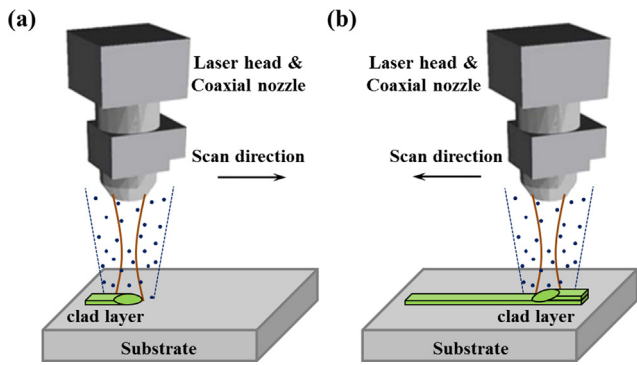 (a)
Laser head &
Coaxial nozzle
Scan direction
clad layer
Substrate
(b)
Laser head &
Coaxial nozzle
Scan direction
clad layer
Substrate